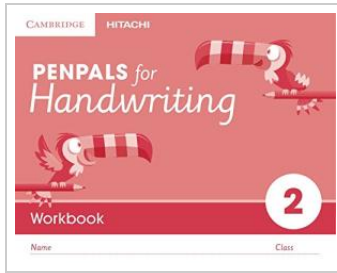 CAMBRIDGE HITACHI
PENPALS for
Handwriting
2
Workbook
Name Class